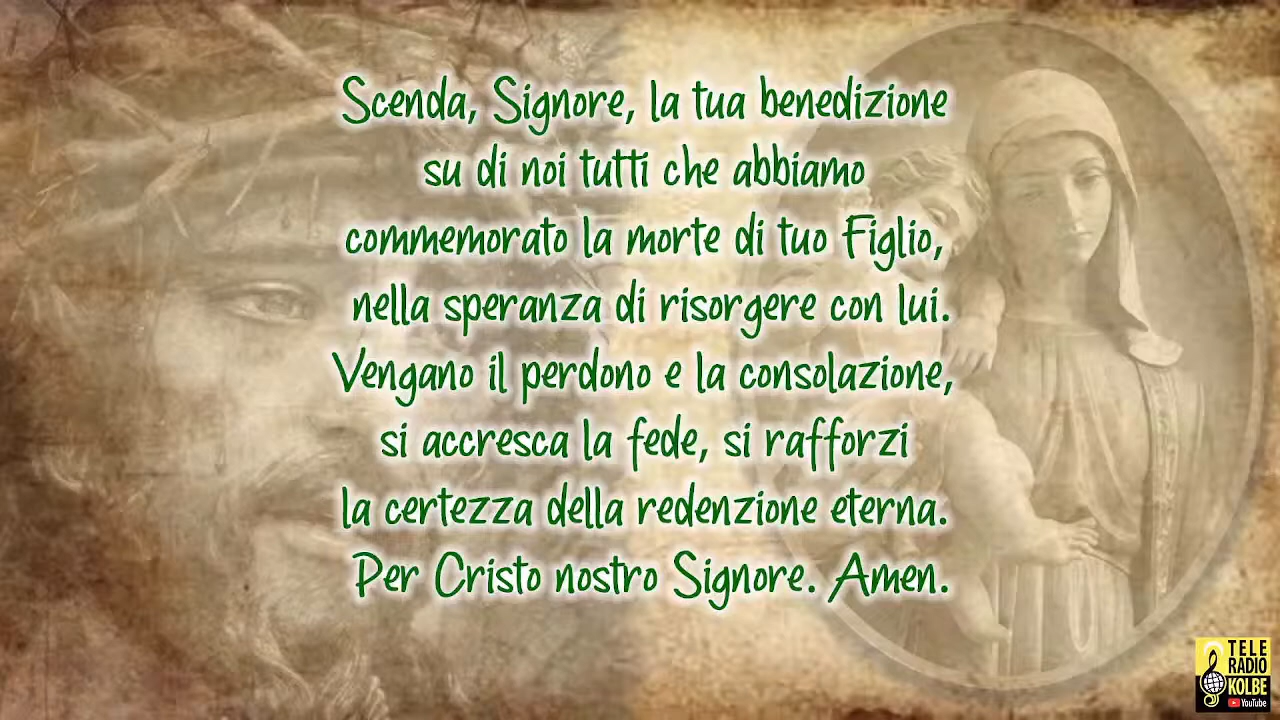 Scenda, Signore, la tua benedizione
su di noi tutti che abbiamo
commemorato la morte di tuo Figlio,
nella speranza di risorgere con lui.
Vengano il perdono e la consolazione,
si accresca la fede, si rafforzi
la certezza della redenzione eterna.
Per Cristo nostro Signore. Amen.
TELE
RADIO
KOLBE
YouTube